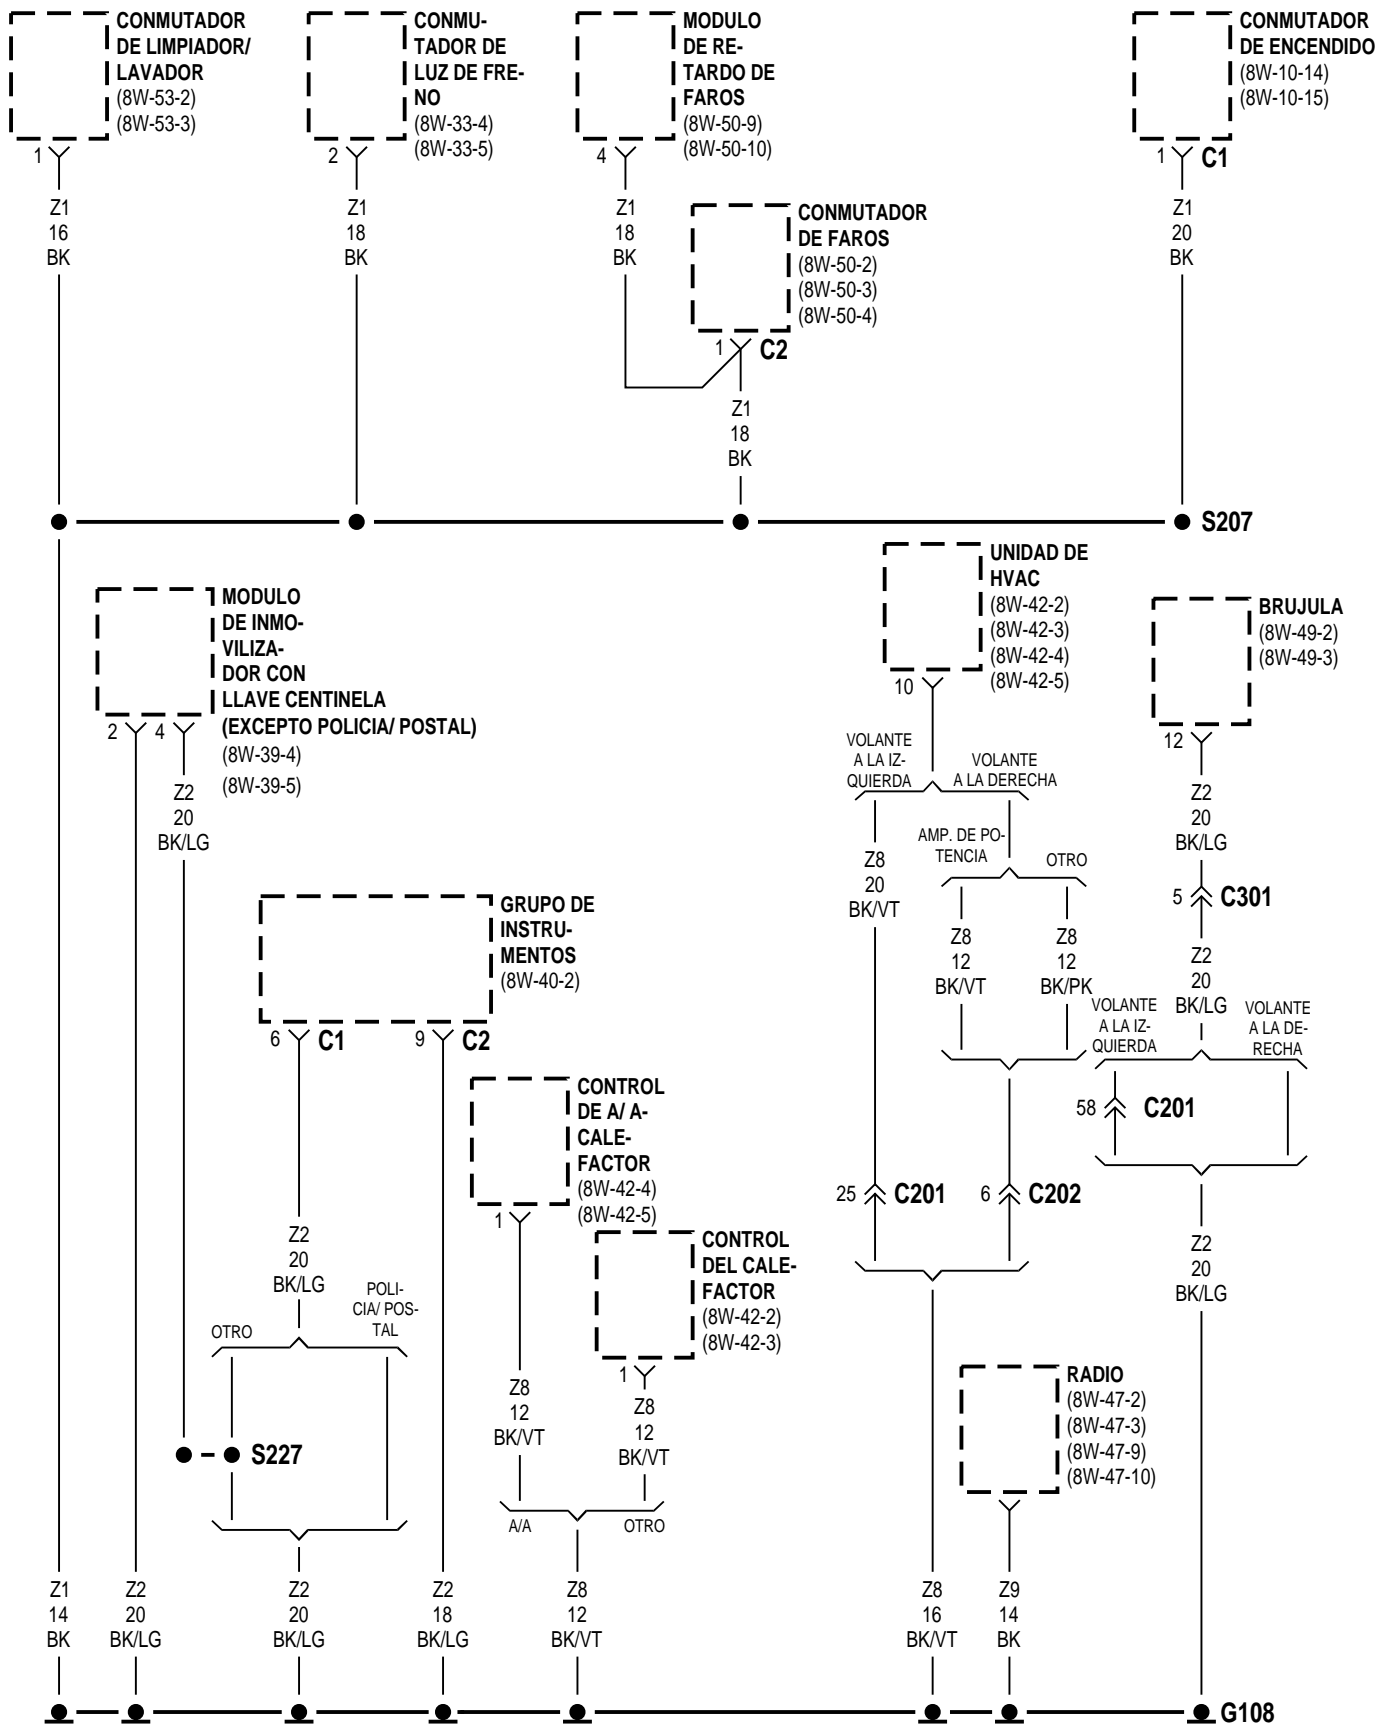 CONMUTADOR
DE LIMPIADOR/
LAVADOR
(8W-53-2)
(8W-53-3)
1
Z1
16
BK
CONMU-
TADOR DE
LUZ DE FRE-
NO
(8W-33-4)
(8W-33-5)
2
Z1
18
BK
MODULO
DE RE-
TARDO DE
FAROS
(8W-50-9)
(8W-50-10)
4
Z1
18
BK
CONMUTADOR
DE FAROS
(8W-50-2)
(8W-50-3)
(8W-50-4)
1 C2
Z1
18
BK
CONMUTADOR
DE ENCENDIDO
(8W-10-14)
(8W-10-15)
1 C1
Z1
20
BK
S207
MODULO
DE INMO-
VILIZA-
DOR CON
LLAVE CENTINELA
(EXCEPTO POLICIA/ POSTAL)
(8W-39-4)
(8W-39-5)
2 4
Z2
20
BK/LG
GRUPO DE
INSTRU-
MENTOS
(8W-40-2)
6 C1 9 C2
Z2
20
BK/LG
OTRO
POLI-
CIA/ POS-
TAL
S227
CONTROL
DE A/ A-
CALE-
FACTOR
(8W-42-4)
(8W-42-5)
1
Z8
12
BK/VT
CONTROL
DEL CALE-
FACTOR
(8W-42-2)
(8W-42-3)
1
Z8
12
BK/VT
A/A OTRO
UNIDAD DE
HVAC
(8W-42-2)
(8W-42-3)
(8W-42-4)
(8W-42-5)
10
VOLANTE
A LA IZ-
QUIERDA
VOLANTE
A LA DERECHA
Z8
20
BK/VT
AMP. DE PO-
TENCIA
OTRO
Z8
12
BK/VT
Z8
12
BK/PK
25 C201 6 C202
BRUJULA
(8W-49-2)
(8W-49-3)
12
Z2
20
BK/LG
5 C301
Z2
20
BK/LG
VOLANTE
A LA IZ-
QUIERDA
VOLANTE
A LA DE-
RECHA
58 C201
Z2
20
BK/LG
RADIO
(8W-47-2)
(8W-47-3)
(8W-47-9)
(8W-47-10)
Z1
14
BK
Z2
20
BK/LG
Z2
20
BK/LG
Z2
18
BK/LG
Z8
12
BK/VT
Z8
16
BK/VT
Z9
14
BK
G108